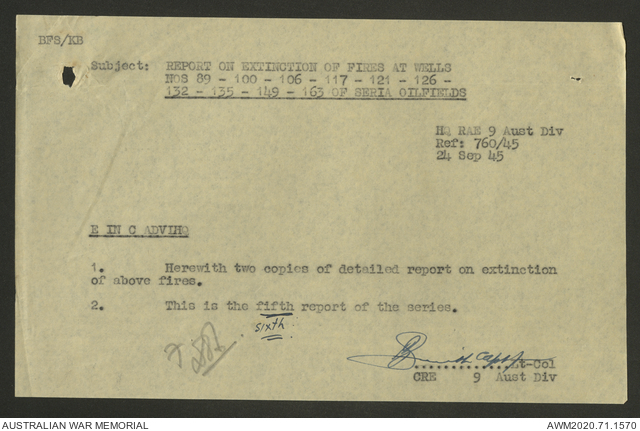 BFS/KB
Subject: REPORT ON EXTINCTION OF FIRES AT WELLS
NOS 89 - 100 - 106 - 117 - 121 - 126 -
132 - 135 - 149 - 163 OF SERIA OILFIELDS
HQ RAE 9 Aust Div
Ref: 760/45
24 Sep 45
E IN C ADVLHQ
1. Herewith two copies of detailed report on extinction
of above fires.
2. This is the fifth report of the series.
sixth
Lt-Col
CRE 9 Aust Div
AUSTRALIAN WAR MEMORIAL
AWM2020.71.1570